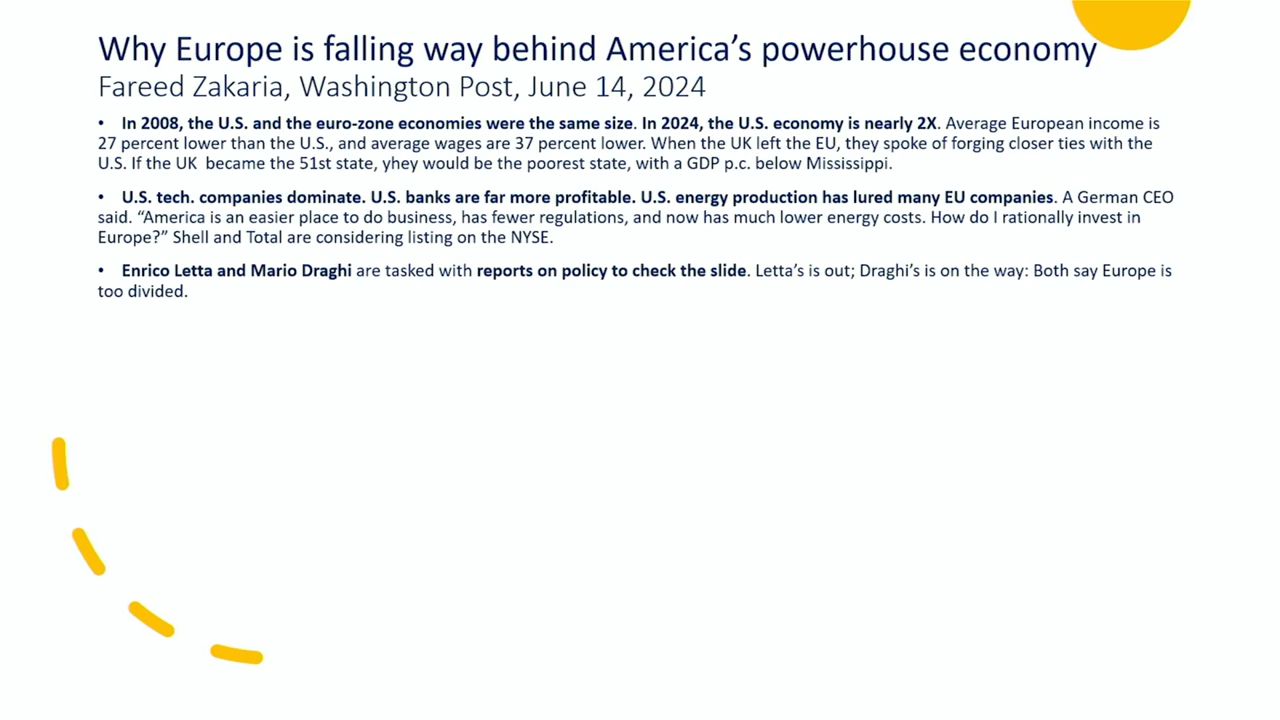 Why Europe is falling way behind America’s powerhouse economy
Fareed Zakaria, Washington Post, June 14, 2024
• In 2008, the U.S. and the euro-zone economies were the same size. In 2024, the U.S. economy is nearly 2X. Average European income is
27 percent lower than the U.S., and average wages are 37 percent lower. When the UK left the EU, they spoke of forging closer ties with the
U.S. If the UK became the 51st state, yhey would be the poorest state, with a GDP p.c. below Mississippi.
• U.S. tech. companies dominate. U.S. banks are far more profitable. U.S. energy production has lured many EU companies. A German CEO
said. “America is an easier place to do business, has fewer regulations, and now has much lower energy costs. How do I rationally invest in
Europe?” Shell and Total are considering listing on the NYSE.
• Enrico Letta and Mario Draghi are tasked with reports on policy to check the slide. Letta’s is out; Draghi’s is on the way: Both say Europe is
too divided.